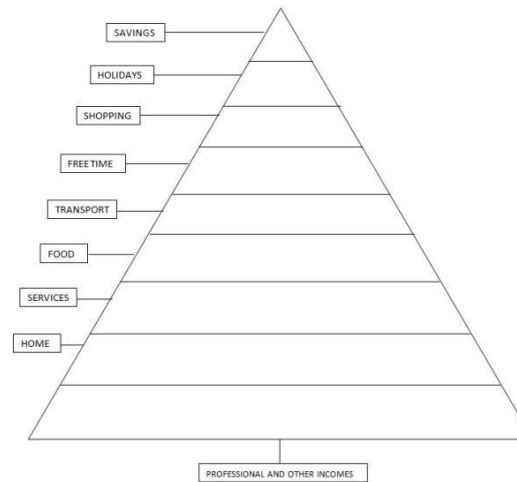 SAVINGS
HOLIDAYS
SHOPPING
FREE TIME
TRANSPORT
FOOD
SERVICES
HOME
PROFESSIONAL AND OTHER INCOMES